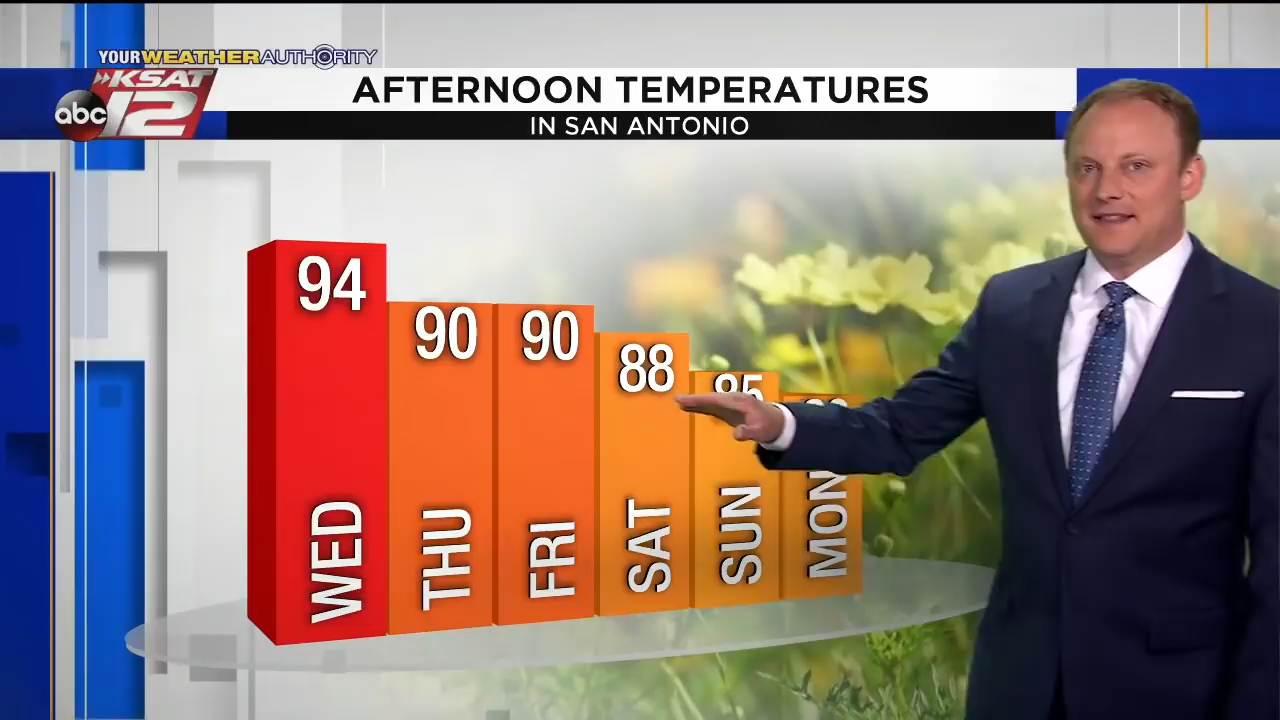 YOURWEATHERAUTHORITY
KSAT
abc 12
AFTERNOON TEMPERATURES
IN SAN ANTONIO
94
90
90
88
85
WED
THU
FRI
SAT
SUN
MON